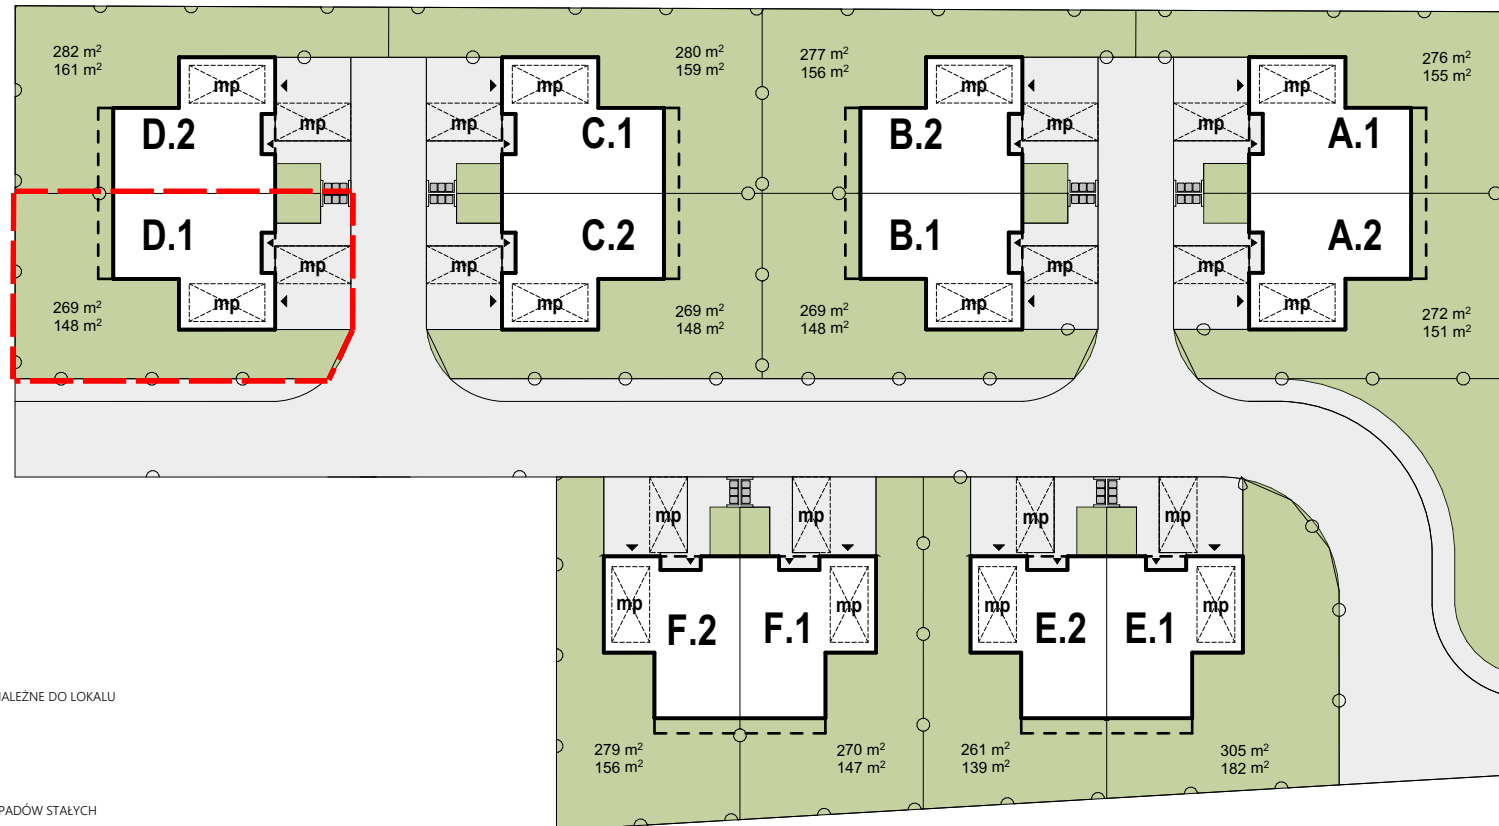 282 m²
161 m²
280 m²
159 m²
277 m²
156 m²
276 m²
155 m²
mp
mp
mp
mp
mp
mp
mp
mp
D.2
C.1
B.2
A.1
D.1
C.2
B.1
A.2
mp
mp
mp
mp
mp
mp
mp
mp
269 m²
148 m²
269 m²
148 m²
269 m²
148 m²
272 m²
151 m²
mp
mp
mp
mp
mp
mp
mp
mp
F.2
F.1
E.2
E.1
279 m²
156 m²
270 m²
147 m²
261 m²
139 m²
305 m²
182 m²
ALEŻNE DO LOKALU
PADÓW STAŁYCH